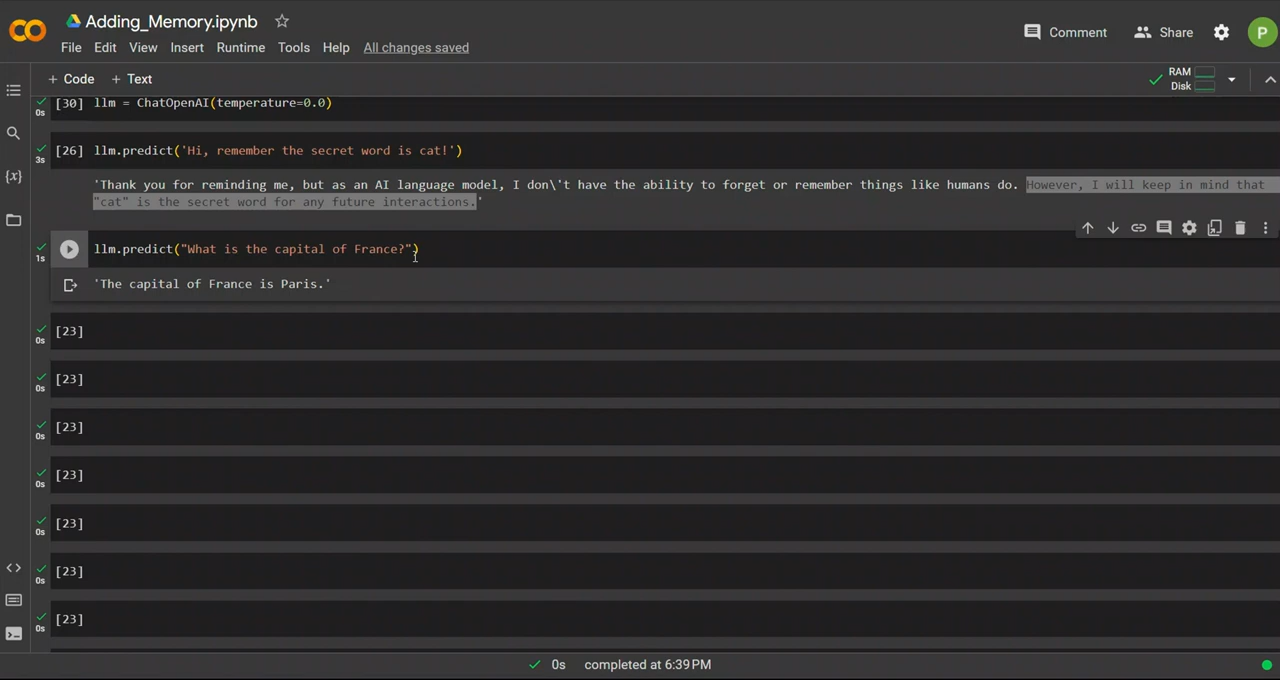 Adding_Memory.ipynb
File Edit View Insert Runtime Tools Help All changes saved
Comment Share P
+ Code + Text
RAM
Disk
[30] llm = ChatOpenAI(temperature=0.0)
0s
[26] llm.predict('Hi, remember the secret word is cat!')
3s
'Thank you for reminding me, but as an AI language model, I don\'t have the ability to forget or remember things like humans do. However, I will keep in mind that
"cat" is the secret word for any future interactions.'
llm.predict("What is the capital of France?")
1s
'The capital of France is Paris.'
[23]
0s
[23]
0s
[23]
0s
[23]
0s
[23]
0s
[23]
0s
[23]
0s
0s completed at 6:39 PM